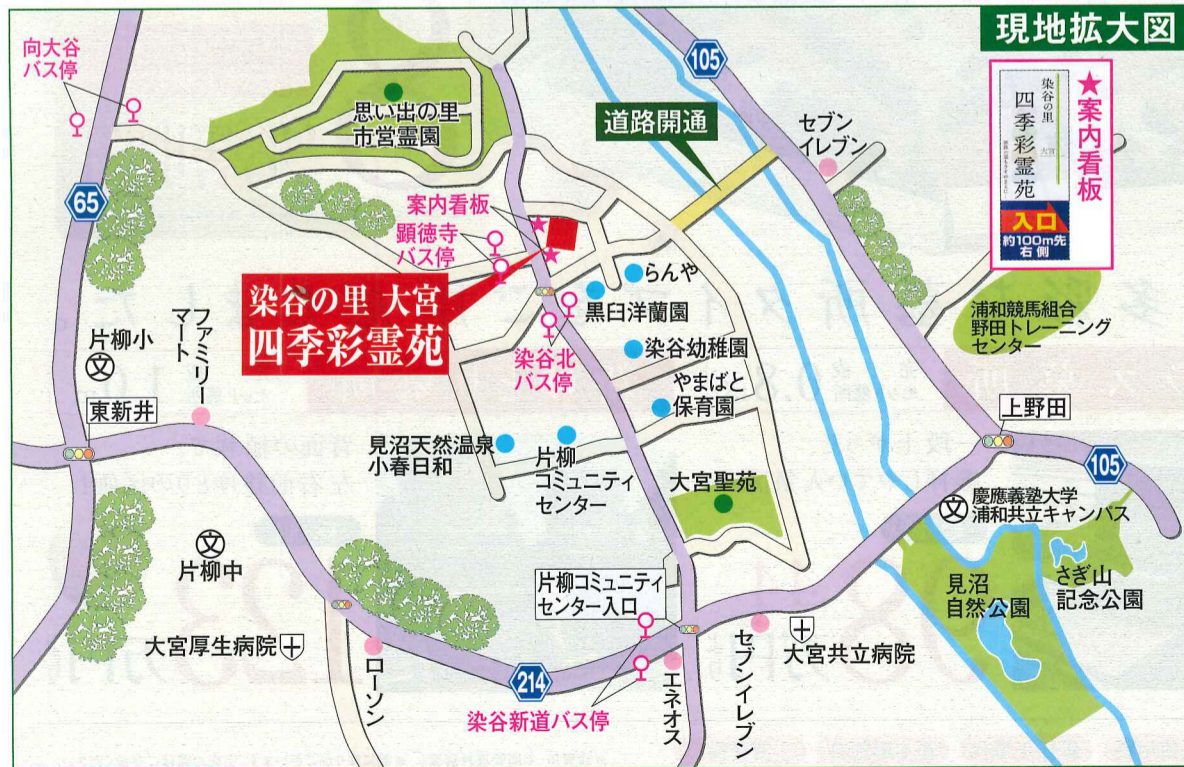 現地拡大図
★案内看板
染谷の里
大宮
四季彩霊苑
入口
約100m先
右側
向大谷
バス停
105
思い出の里
市営霊園
道路開通
セブン
イレブン
65
案内看板
顕徳寺
バス停
染谷の里 大宮
四季彩霊苑
らんや
黒臼洋蘭園
浦和競馬組合
野田トレーニング
センター
ファミリー
マート
片柳小
文
染谷北
バス停
染谷幼稚園
やまばと
保育園
東新井
上野田
見沼天然温泉
小春日和
片柳
コミュニティ
センター
大宮聖苑
105
文
慶應義塾大学
浦和共立キャンパス
文
片柳中
片柳コミュニティ
センター入口
見沼
自然公園
さぎ山
記念公園
大宮厚生病院
ローソン
214
染谷新道バス停
エネオス
セブンイレブン
大宮共立病院